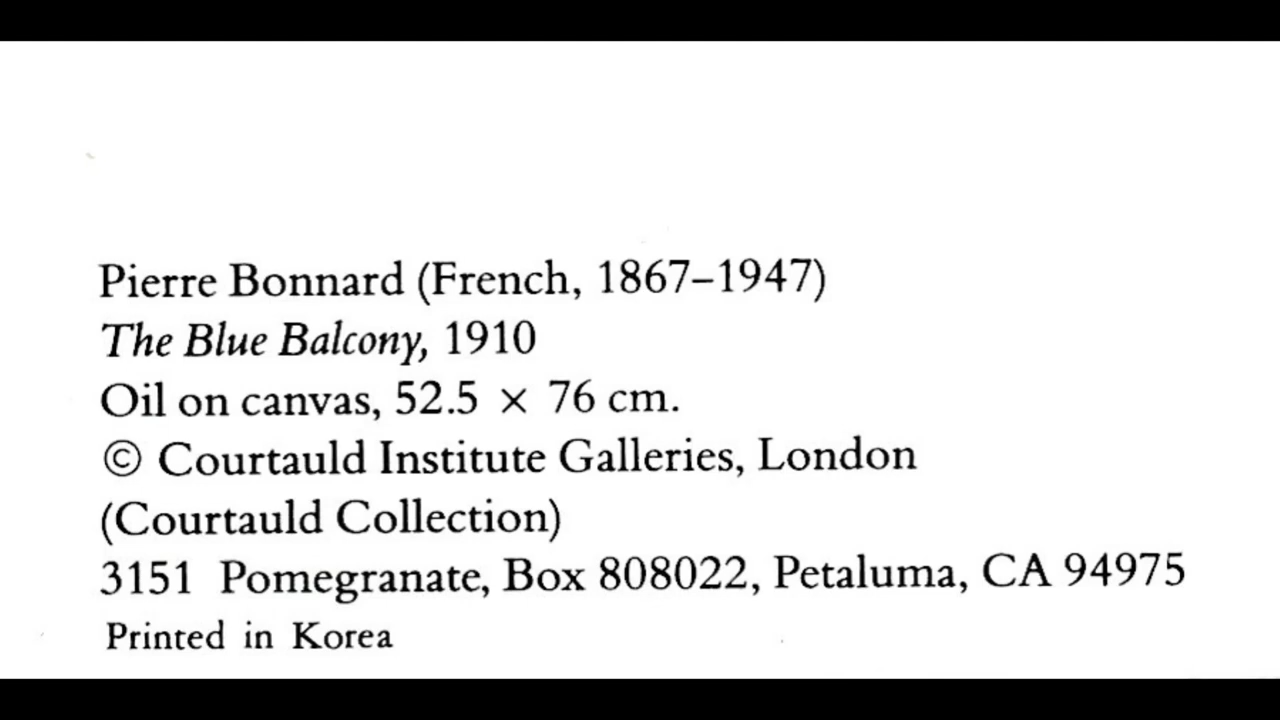 Pierre Bonnard (French, 1867–1947)
The Blue Balcony, 1910
Oil on canvas, 52.5 × 76 cm.
© Courtauld Institute Galleries, London
(Courtauld Collection)
3151 Pomegranate, Box 808022, Petaluma, CA 94975
Printed in Korea